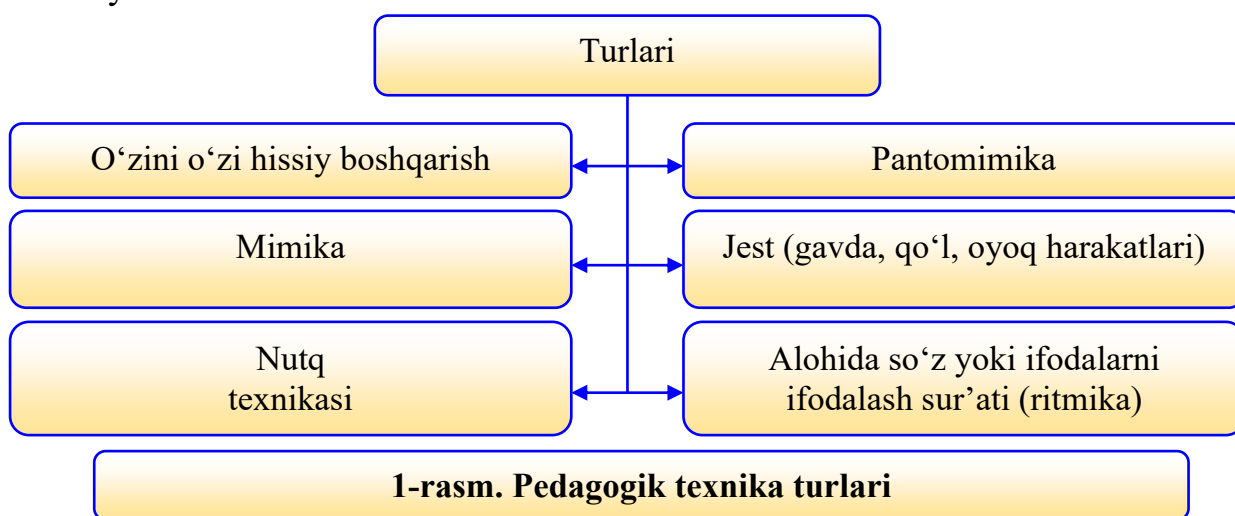 Turlari
O‘zini o‘zi hissiy boshqarish
Pantomimika
Mimika
Jest (gavda, qo‘l, oyoq harakatlari)
Nutq
texnikasi
Alohida so‘z yoki ifodalarni
ifodalash sur’ati (ritmika)
1-rasm. Pedagogik texnika turlari